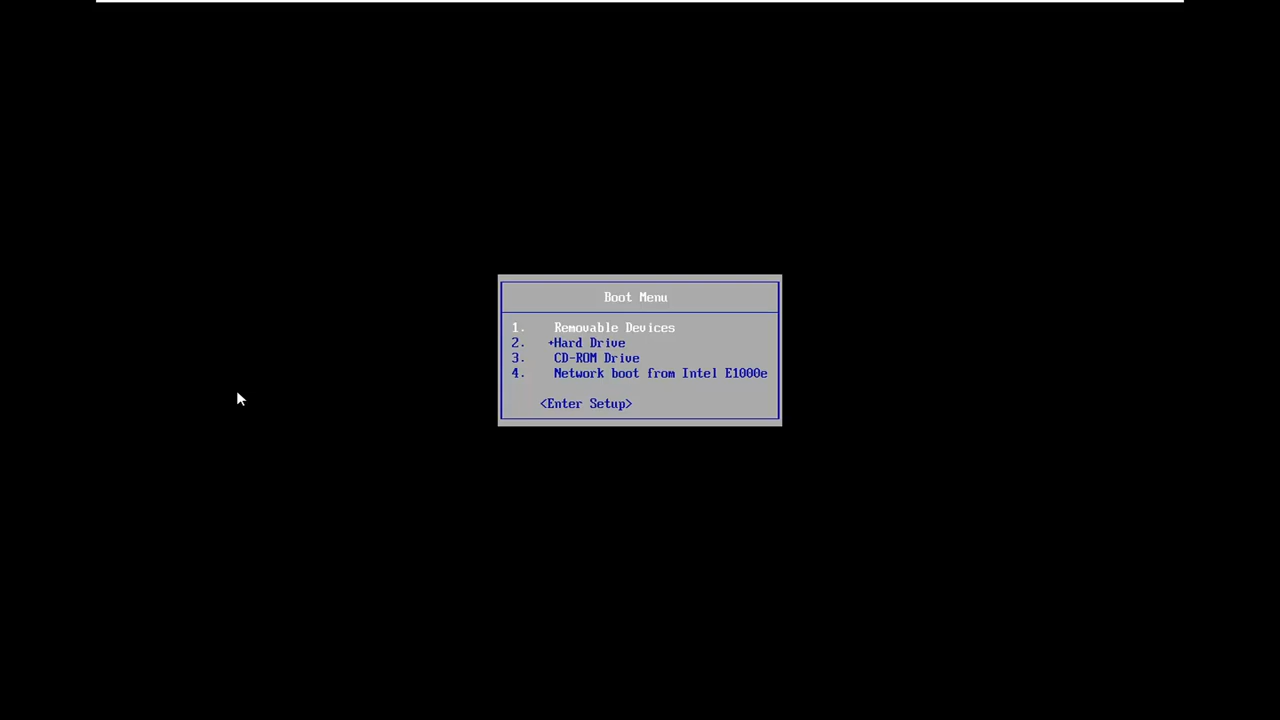 Boot Menu
1. Removable Devices
2. +Hard Drive
3. CD-ROM Drive
4. Network boot from Intel E1000e
<Enter Setup>